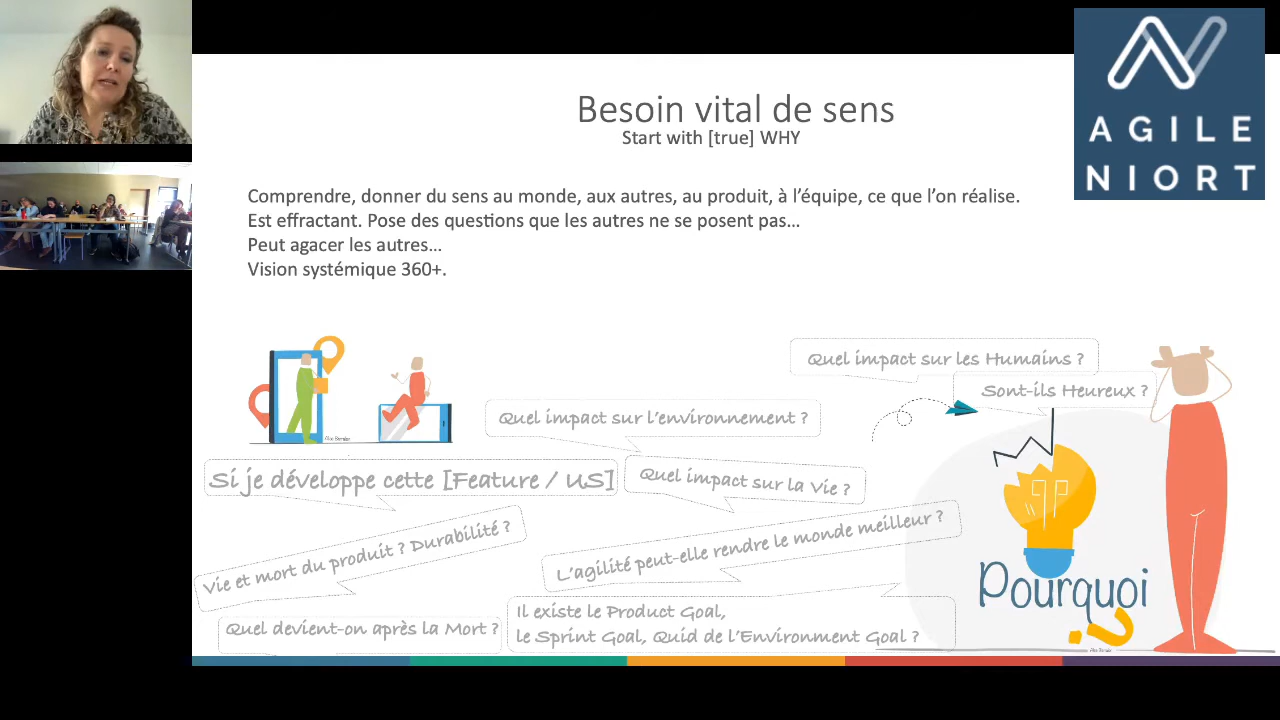 AGILE
NIORT
Besoin vital de sens
Start with [true] WHY
Comprendre, donner du sens au monde, aux autres, au produit, à l’équipe, ce que l’on réalise.
Est effractant. Pose des questions que les autres ne se posent pas…
Peut agacer les autres…
Vision systémique 360+.
Quel impact sur les Humains ?
Sont-ils Heureux ?
Quel impact sur l’environnement ?
Si je développe cette [Feature / US]
Quel impact sur la Vie ?
Vie et mort du produit ? Durabilité ?
L’agilité peut-elle rendre le monde meilleur ?
Quel devient-on après la Mort ?
Il existe le Product Goal,
le Sprint Goal, Quid de l’Environment Goal ?
Pourquoi
?